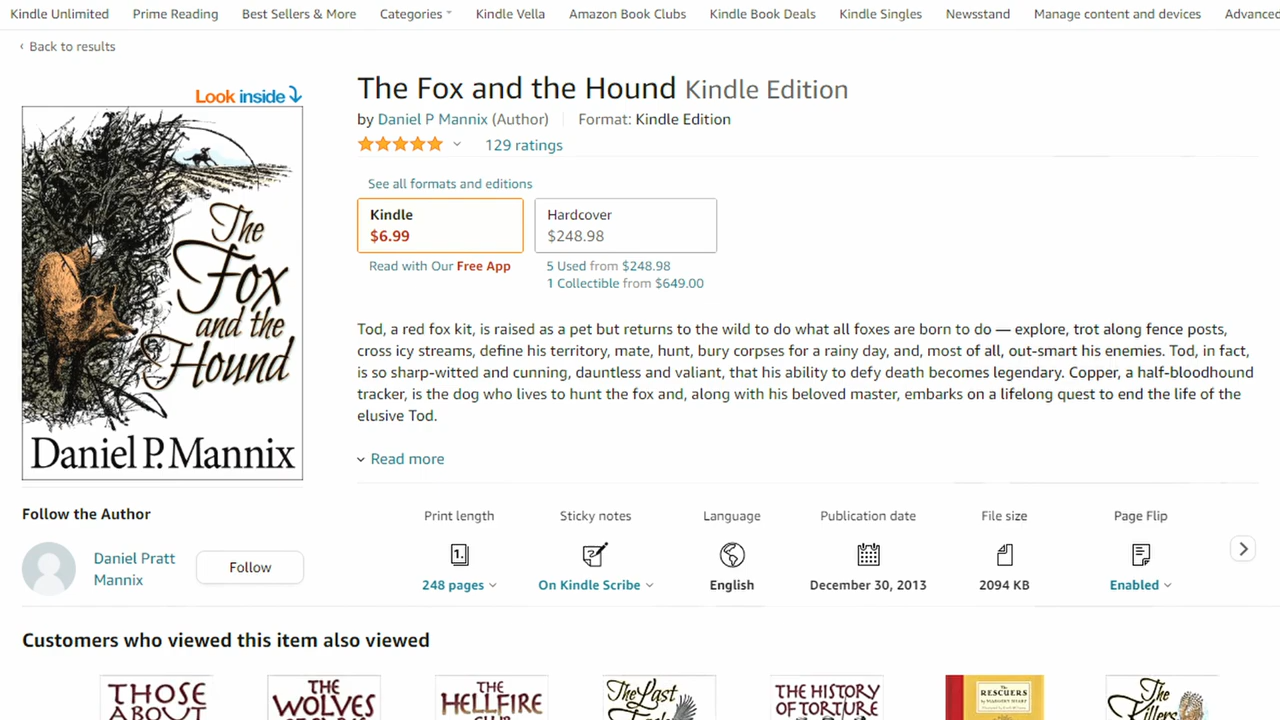 Kindle Unlimited Prime Reading Best Sellers & More Categories Kindle Vella Amazon Book Clubs Kindle Book Deals Kindle Singles Newsstand Manage content and devices Advanced
‹ Back to results
Look inside
The Fox and the Hound Kindle Edition
by Daniel P Mannix (Author) Format: Kindle Edition
129 ratings
See all formats and editions
Kindle
$6.99
Hardcover
$248.98
Read with Our Free App
5 Used from $248.98
1 Collectible from $649.00
The
Fox
and the
Hound
Daniel P. Mannix
Tod, a red fox kit, is raised as a pet but returns to the wild to do what all foxes are born to do — explore, trot along fence posts,
cross icy streams, define his territory, mate, hunt, bury corpses for a rainy day, and, most of all, out-smart his enemies. Tod, in fact,
is so sharp-witted and cunning, dauntless and valiant, that his ability to defy death becomes legendary. Copper, a half-bloodhound
tracker, is the dog who lives to hunt the fox and, along with his beloved master, embarks on a lifelong quest to end the life of the
elusive Tod.
Read more
Follow the Author
Daniel Pratt
Mannix
Follow
Print length
1.
248 pages
Sticky notes
On Kindle Scribe
Language
English
Publication date
December 30, 2013
File size
2094 KB
Page Flip
Enabled
Customers who viewed this item also viewed
THOSE
ABOUT
THE
WOLVES
THE
HELLFIRE
The Last
THE HISTORY
OF TORTURE
The
RESCUERS
The
Killers